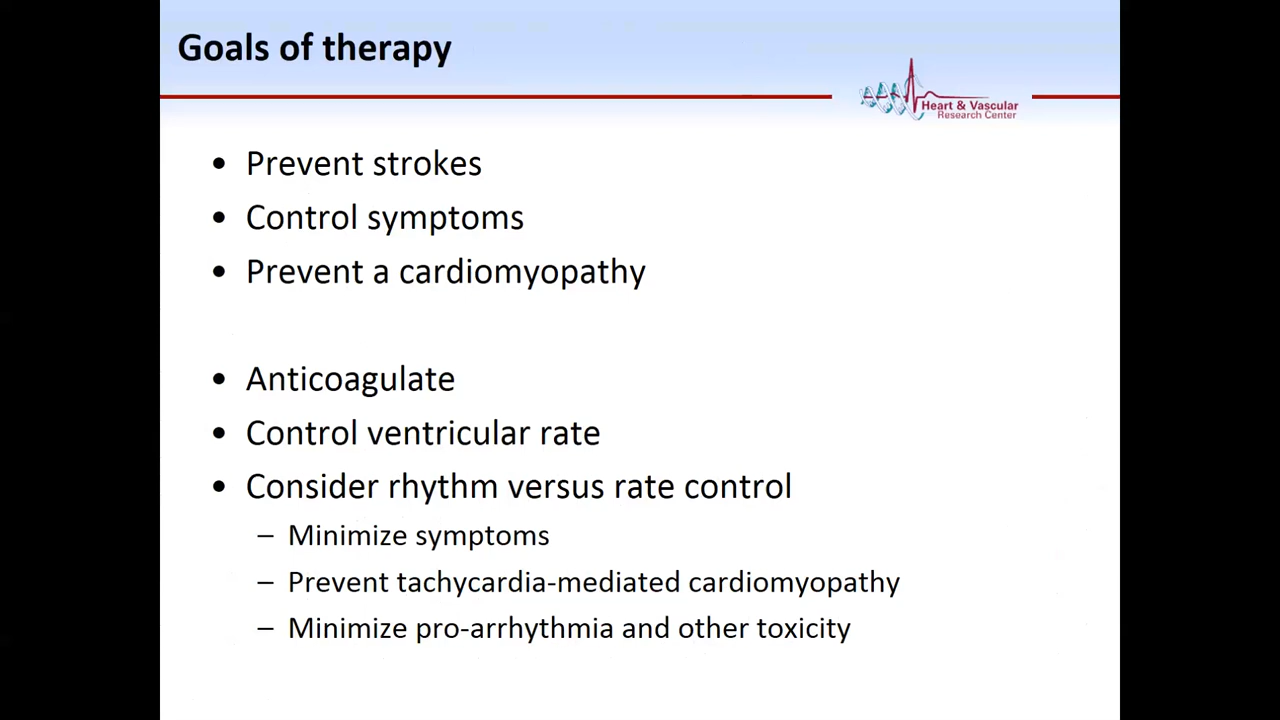 Goals of therapy
Heart & Vascular
Research Center
• Prevent strokes
• Control symptoms
• Prevent a cardiomyopathy
• Anticoagulate
• Control ventricular rate
• Consider rhythm versus rate control
– Minimize symptoms
– Prevent tachycardia-mediated cardiomyopathy
– Minimize pro-arrhythmia and other toxicity